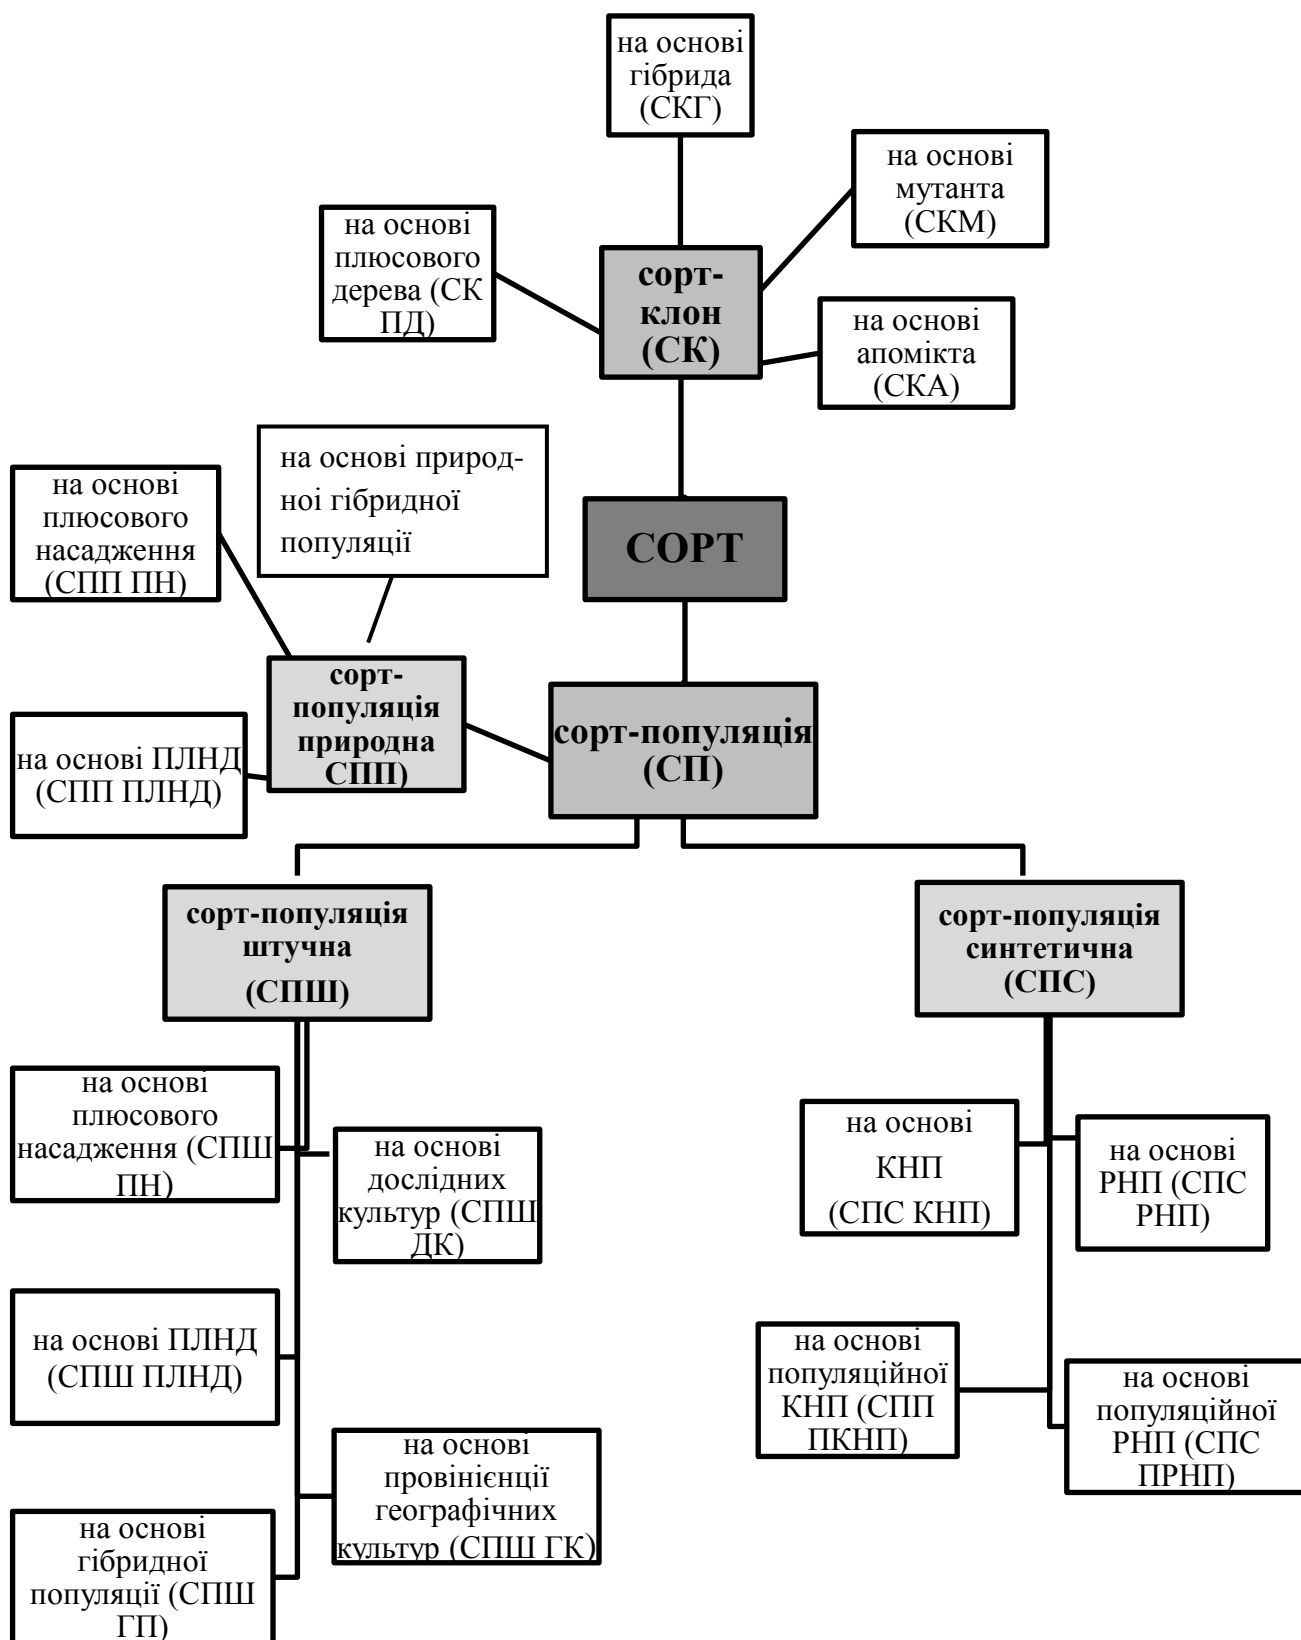 на основі
гібрида
(СКГ)
на основі
мутанта
(СКМ)
на основі
плюсового
дерева (СК
ПД)
сорт-
клон
(СК)
на основі
апомікта
(СКА)
на основі природ-
ноі гібридної
популяції
на основі
плюсового
насадження
(СПП ПН)
СОРТ
сорт-
популяція
природна
СПП)
сорт-популяція
(СП)
на основі ПЛНД
(СПП ПЛНД)
сорт-популяція
штучна
(СПШ)
сорт-популяція
синтетична
(СПС)
на основі
плюсового
насадження (СПШ
ПН)
на основі
дослідних
культур (СПШ
ДК)
на основі
КНП
(СПС КНП)
на основі
РНП (СПС
РНП)
на основі ПЛНД
(СПШ ПЛНД)
на основі
популяційної
КНП (СПП
ПКНП)
на основі
популяційної
РНП (СПС
ПРНП)
на основі
провінієнції
географічних
культур (СПШ ГК)
на основі
гібридної
популяції (СПШ
ГП)